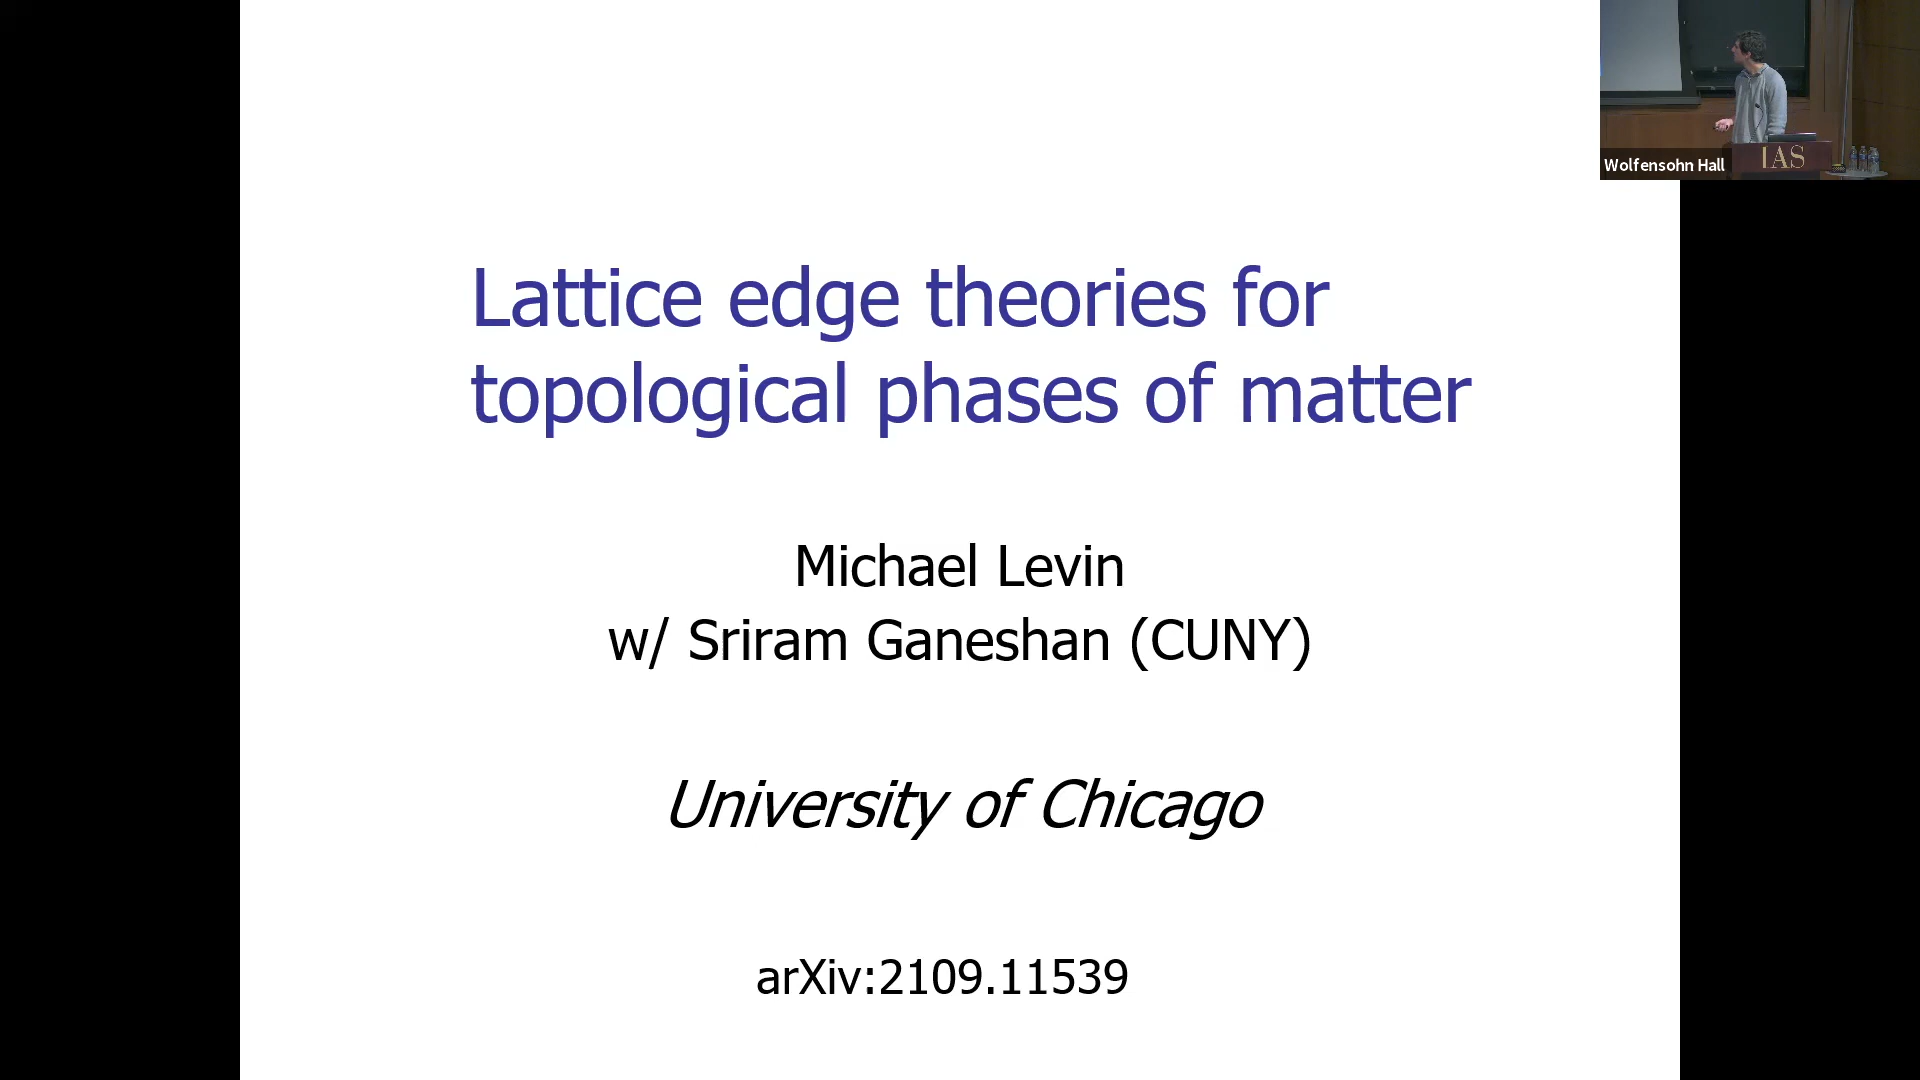 Lattice edge theories for
topological phases of matter
Michael Levin
w/ Sriram Ganeshan (CUNY)
University of Chicago
arXiv:2109.11539
Wolfensohn Hall
IAS